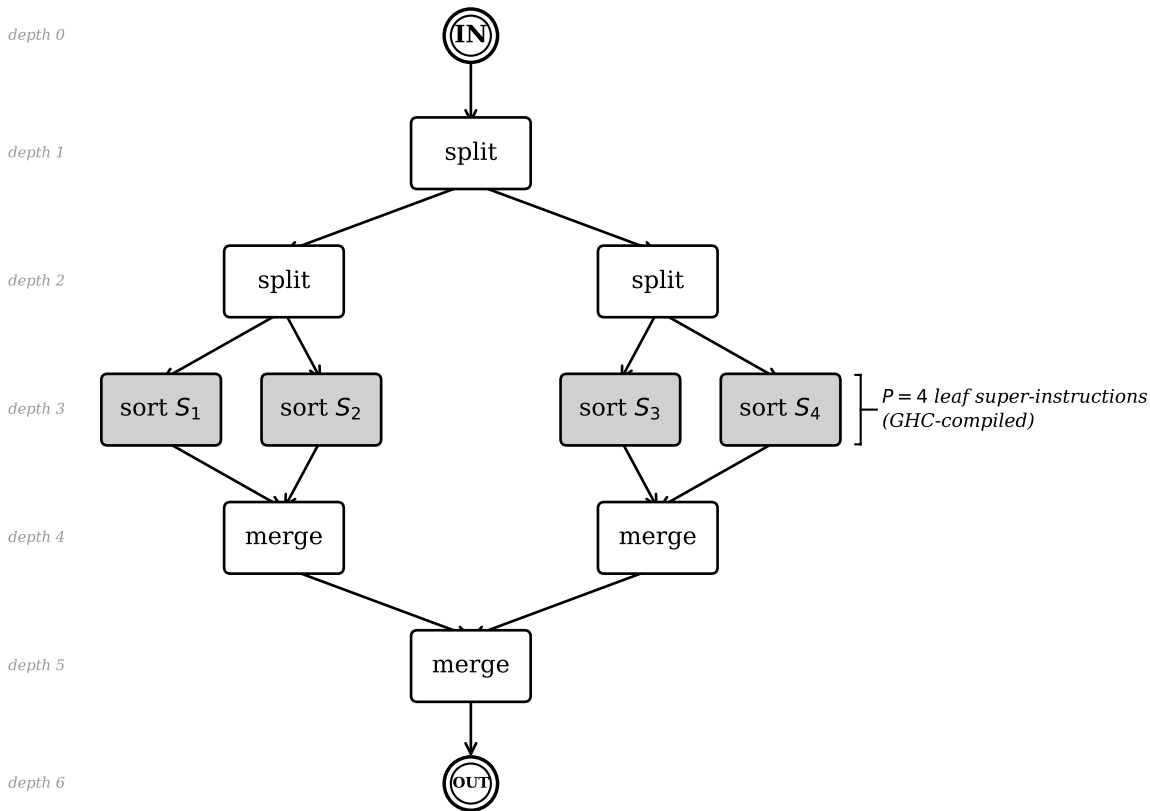 depth 0
IN
depth 1
split
depth 2
split
split
depth 3
sort S₁
sort S₂
sort S₃
sort S₄
P = 4 leaf super-instructions
(GHC-compiled)
depth 4
merge
merge
depth 5
merge
depth 6
OUT